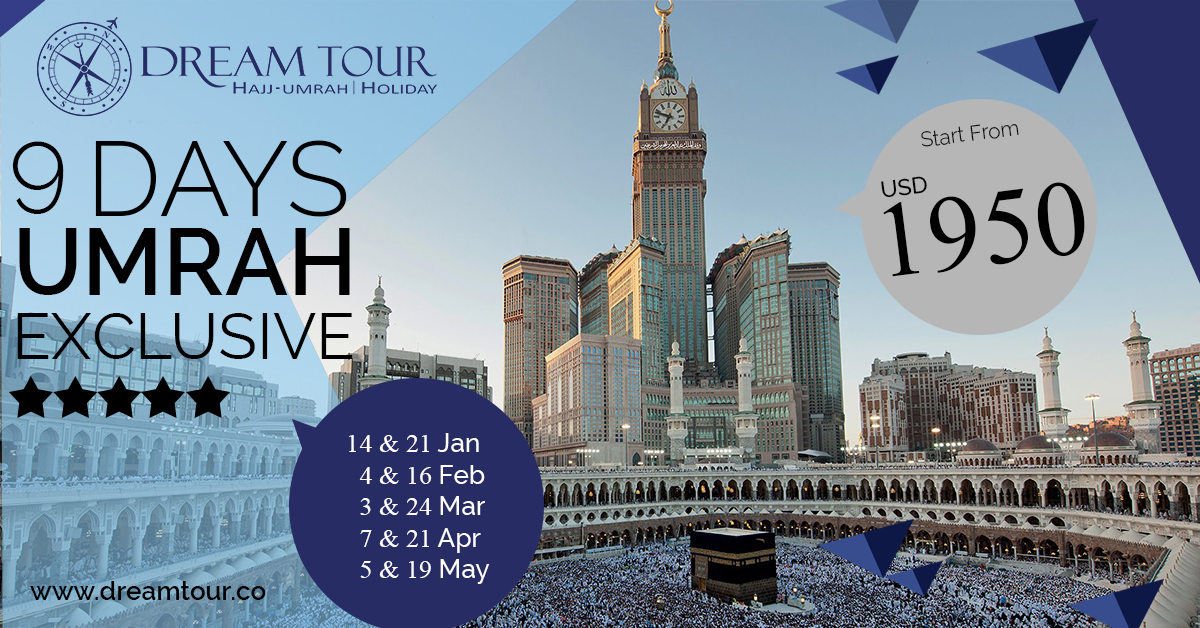 DREAM TOUR
HAJJ-UMRAH | HOLIDAY
9 DAYS
UMRAH
EXCLUSIVE
Start From
USD
1950
14 & 21 Jan
4 & 16 Feb
3 & 24 Mar
7 & 21 Apr
5 & 19 May
www.dreamtour.co